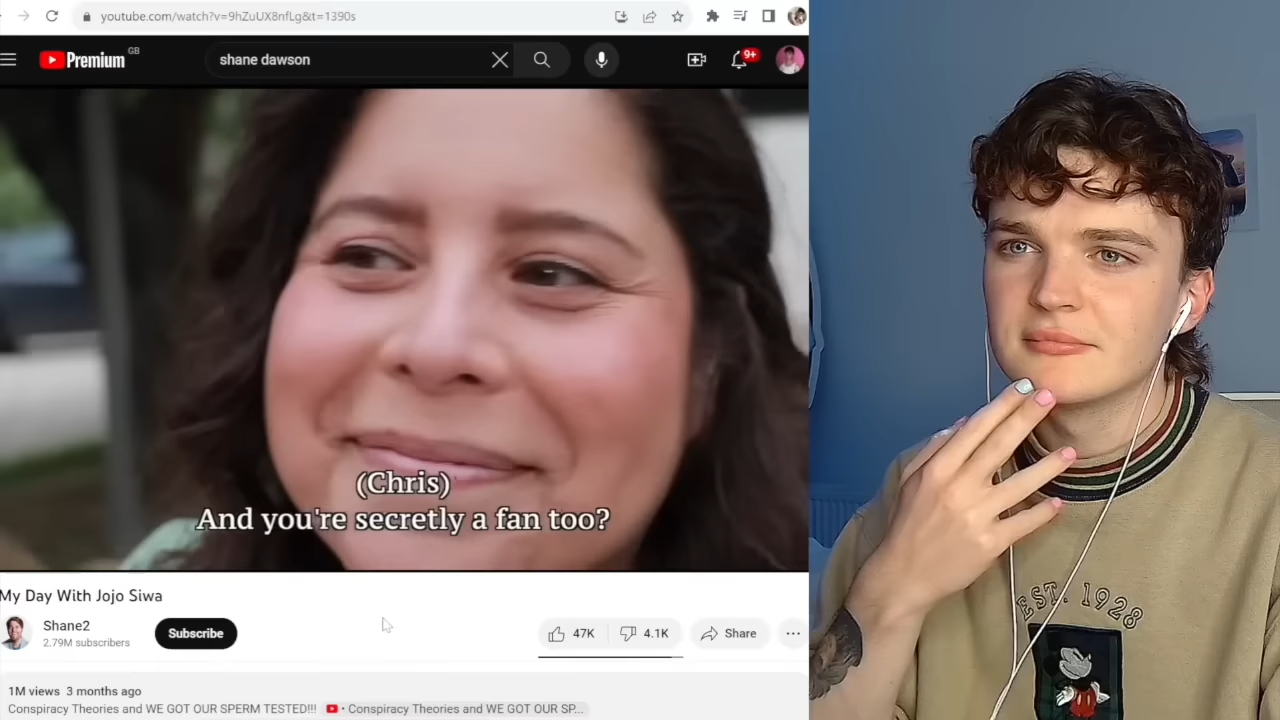 youtube.com/watch?v=9hZuUX8nfLg&t=1390s
Premium GB
shane dawson
9+
(Chris)
And you're secretly a fan too?
My Day With Jojo Siwa
Shane2
2.79M subscribers
Subscribe
47K
4.1K
Share
1M views 3 months ago
Conspiracy Theories and WE GOT OUR SPERM TESTED!!! • Conspiracy Theories and WE GOT OUR SP...
EST. 1928